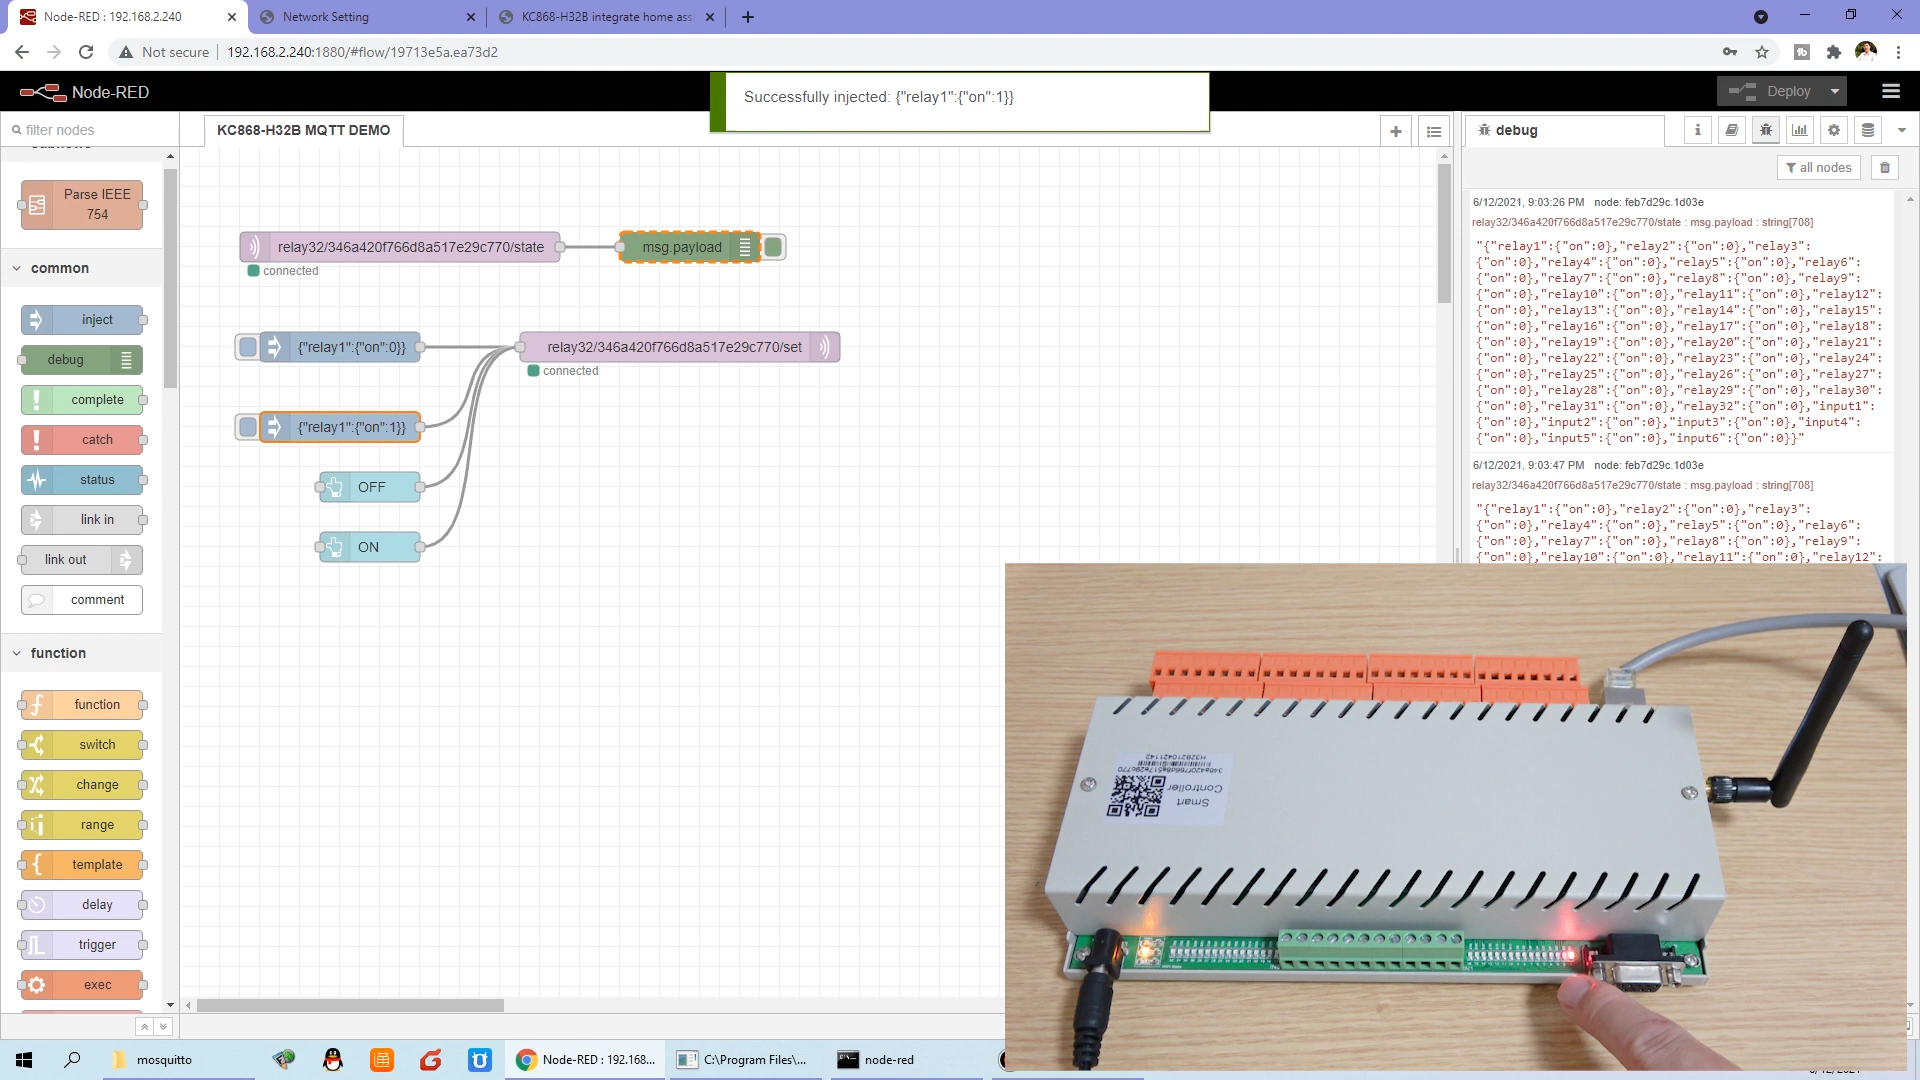 Node-RED : 192.168.2.240
Network Setting
KC868-H32B integrate home ass
Not secure
192.168.2.240:1880/#flow/19713e5a.ea73d2
Node-RED
Successfully injected: {"relay1":{"on":1}}
Deploy
filter nodes
KC868-H32B MQTT DEMO
debug
all nodes
subflows
Parse IEEE
754
common
inject
debug
complete
catch
status
link in
link out
comment
function
function
switch
change
range
template
delay
trigger
exec
relay32/346a420f766d8a517e29c770/state
connected
msg.payload
{"relay1":{"on":0}}
relay32/346a420f766d8a517e29c770/set
connected
{"relay1":{"on":1}}
OFF
ON
6/12/2021, 9:03:26 PM node: feb7d29c.1d03e
relay32/346a420f766d8a517e29c770/state : msg.payload : string[708]
"{"relay1":{"on":0},"relay2":{"on":0},"relay3":
{"on":0},"relay4":{"on":0},"relay5":{"on":0},"relay6":
{"on":0},"relay7":{"on":0},"relay8":{"on":0},"relay9":
{"on":0},"relay10":{"on":0},"relay11":{"on":0},"relay12":
{"on":0},"relay13":{"on":0},"relay14":{"on":0},"relay15":
{"on":0},"relay16":{"on":0},"relay17":{"on":0},"relay18":
{"on":0},"relay19":{"on":0},"relay20":{"on":0},"relay21":
{"on":0},"relay22":{"on":0},"relay23":{"on":0},"relay24":
{"on":0},"relay25":{"on":0},"relay26":{"on":0},"relay27":
{"on":0},"relay28":{"on":0},"relay29":{"on":0},"relay30":
{"on":0},"relay31":{"on":0},"relay32":{"on":0},"input1":
{"on":0},"input2":{"on":0},"input3":{"on":0},"input4":
{"on":0},"input5":{"on":0},"input6":{"on":0}}"
6/12/2021, 9:03:47 PM node: feb7d29c.1d03e
relay32/346a420f766d8a517e29c770/state : msg.payload : string[708]
"{"relay1":{"on":0},"relay2":{"on":0},"relay3":
{"on":0},"relay4":{"on":0},"relay5":{"on":0},"relay6":
{"on":0},"relay7":{"on":0},"relay8":{"on":0},"relay9":
{"on":0},"relay10":{"on":0},"relay11":{"on":0},"relay12":
Smart
Controller
346a420f766d8a517e29c770
H32B210421142
mosquitto
Node-RED : 192.168...
C:\Program Files\...
node-red